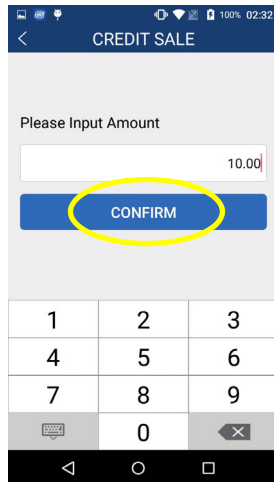 100% 02:32
CREDIT SALE
Please Input Amount
10.00
CONFIRM
1 2 3
4 5 6
7 8 9
0